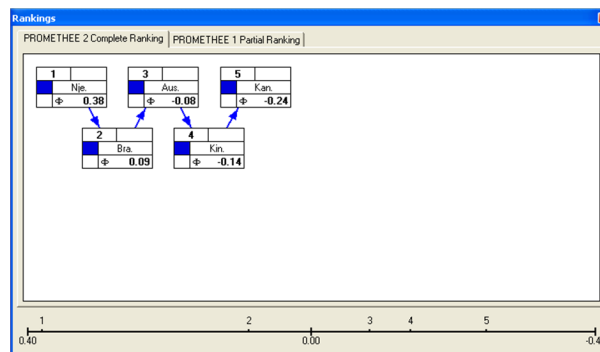 Rankings
PROMETHEE 2 Complete Ranking
PROMETHEE 1 Partial Ranking
1
Nje.
Φ 0.38
3
Aus.
Φ -0.08
5
Kan.
Φ -0.24
2
Bra.
Φ 0.09
4
Kin.
Φ -0.14
1 2 3 4 5
0.40 0.00